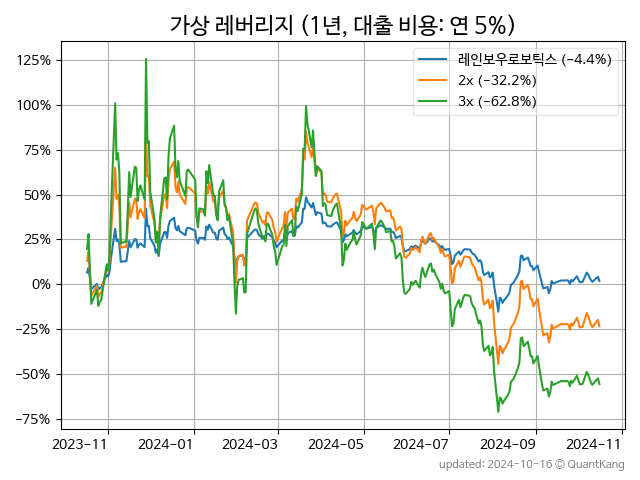 가상 레버리지 (1년, 대출 비용: 연 5%)
레인보우로보틱스 (−4.4%)
2x (−32.2%)
3x (−62.8%)
125%
100%
75%
50%
25%
0%
−25%
−50%
−75%
2023-11 2024-01 2024-03 2024-05 2024-07 2024-09 2024-11
updated: 2024-10-16 © QuantKang